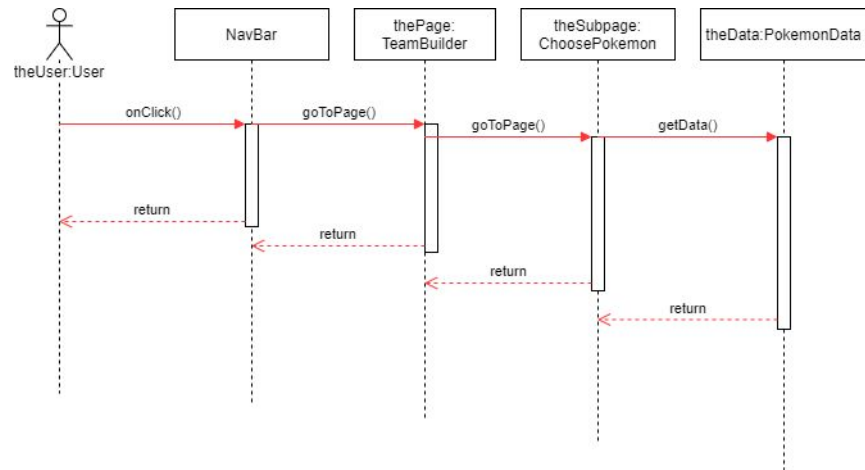 NavBar
thePage:
TeamBuilder
theSubpage:
ChoosePokemon
theData:PokemonData
theUser:User
onClick()
goToPage()
goToPage()
getData()
return
return
return
return